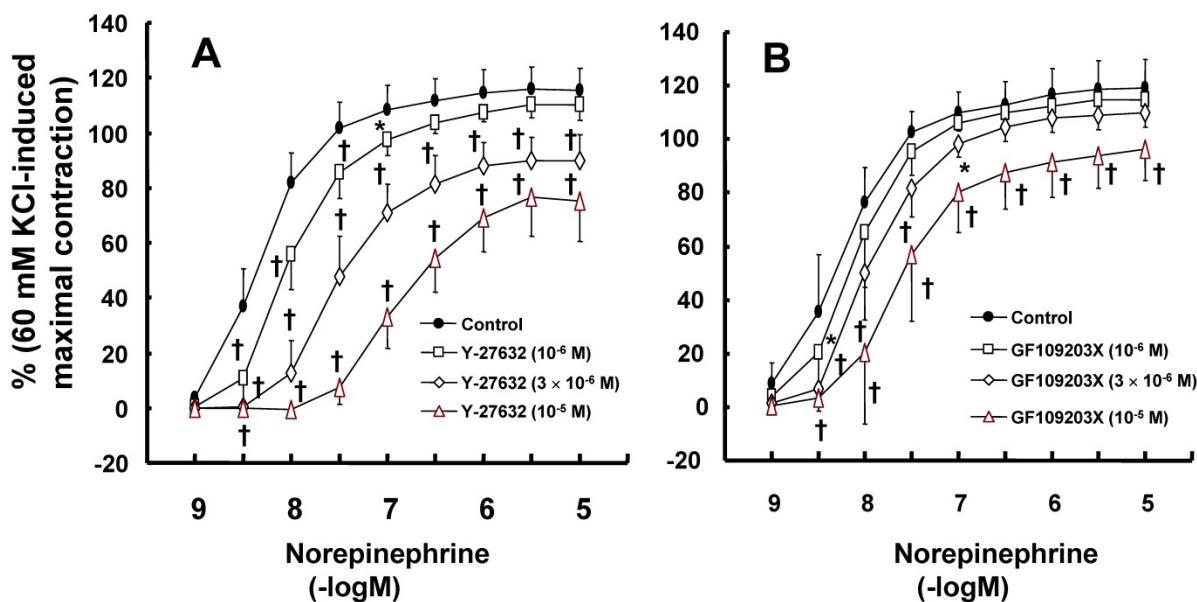 % (60 mM KCl-induced
maximal contraction)
A
140
120
100
80
60
40
20
0
-20
*
† † † † † †
† † † † †
† † † † † †
Control
Y-27632 (10⁻⁶ M)
Y-27632 (3 × 10⁻⁶ M)
Y-27632 (10⁻⁵ M)
9 8 7 6 5
Norepinephrine
(-logM)
B
140
120
100
80
60
40
20
0
-20
* *
† † † † † †
† † † † †
Control
GF109203X (10⁻⁶ M)
GF109203X (3 × 10⁻⁶ M)
GF109203X (10⁻⁵ M)
9 8 7 6 5
Norepinephrine
(-logM)